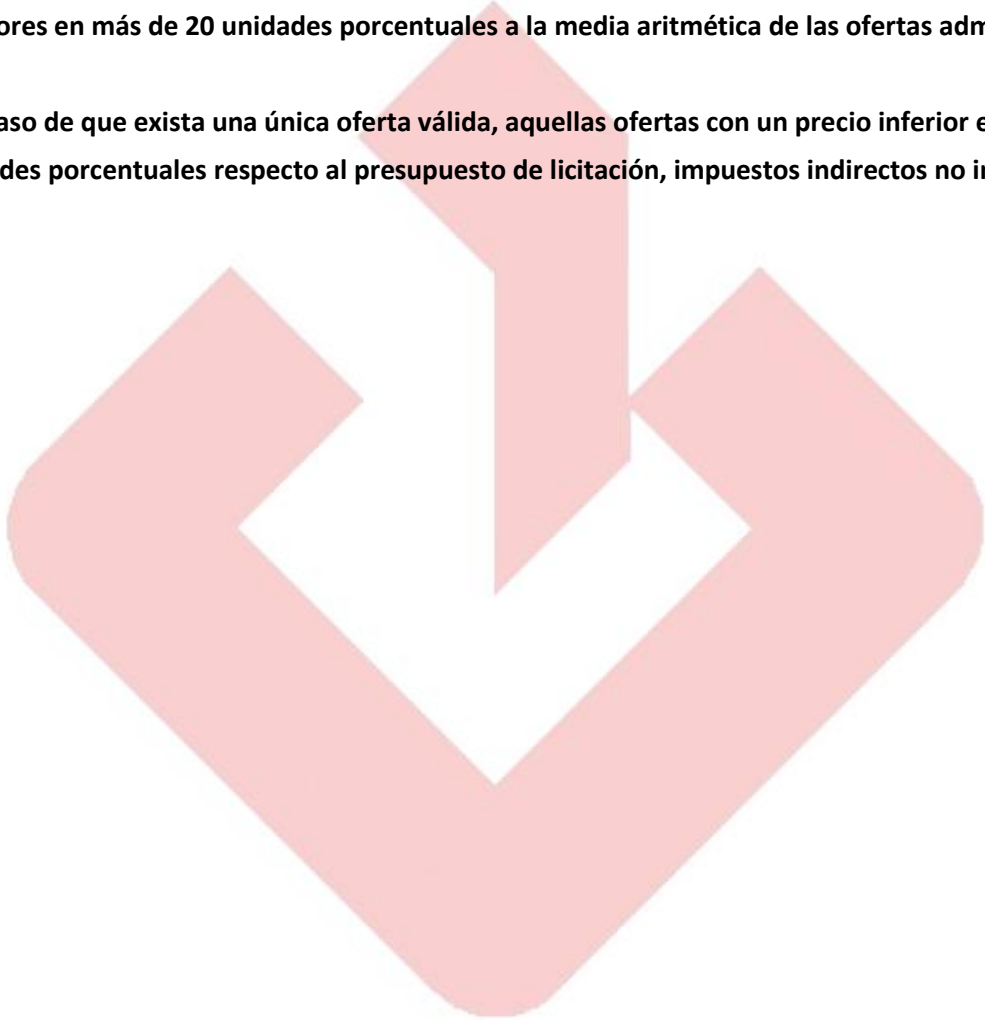 ores en más de 20 unidades porcentuales a la media aritmética de las ofertas adm
aso de que exista una única oferta válida, aquellas ofertas con un precio inferior e
des porcentuales respecto al presupuesto de licitación, impuestos indirectos no in